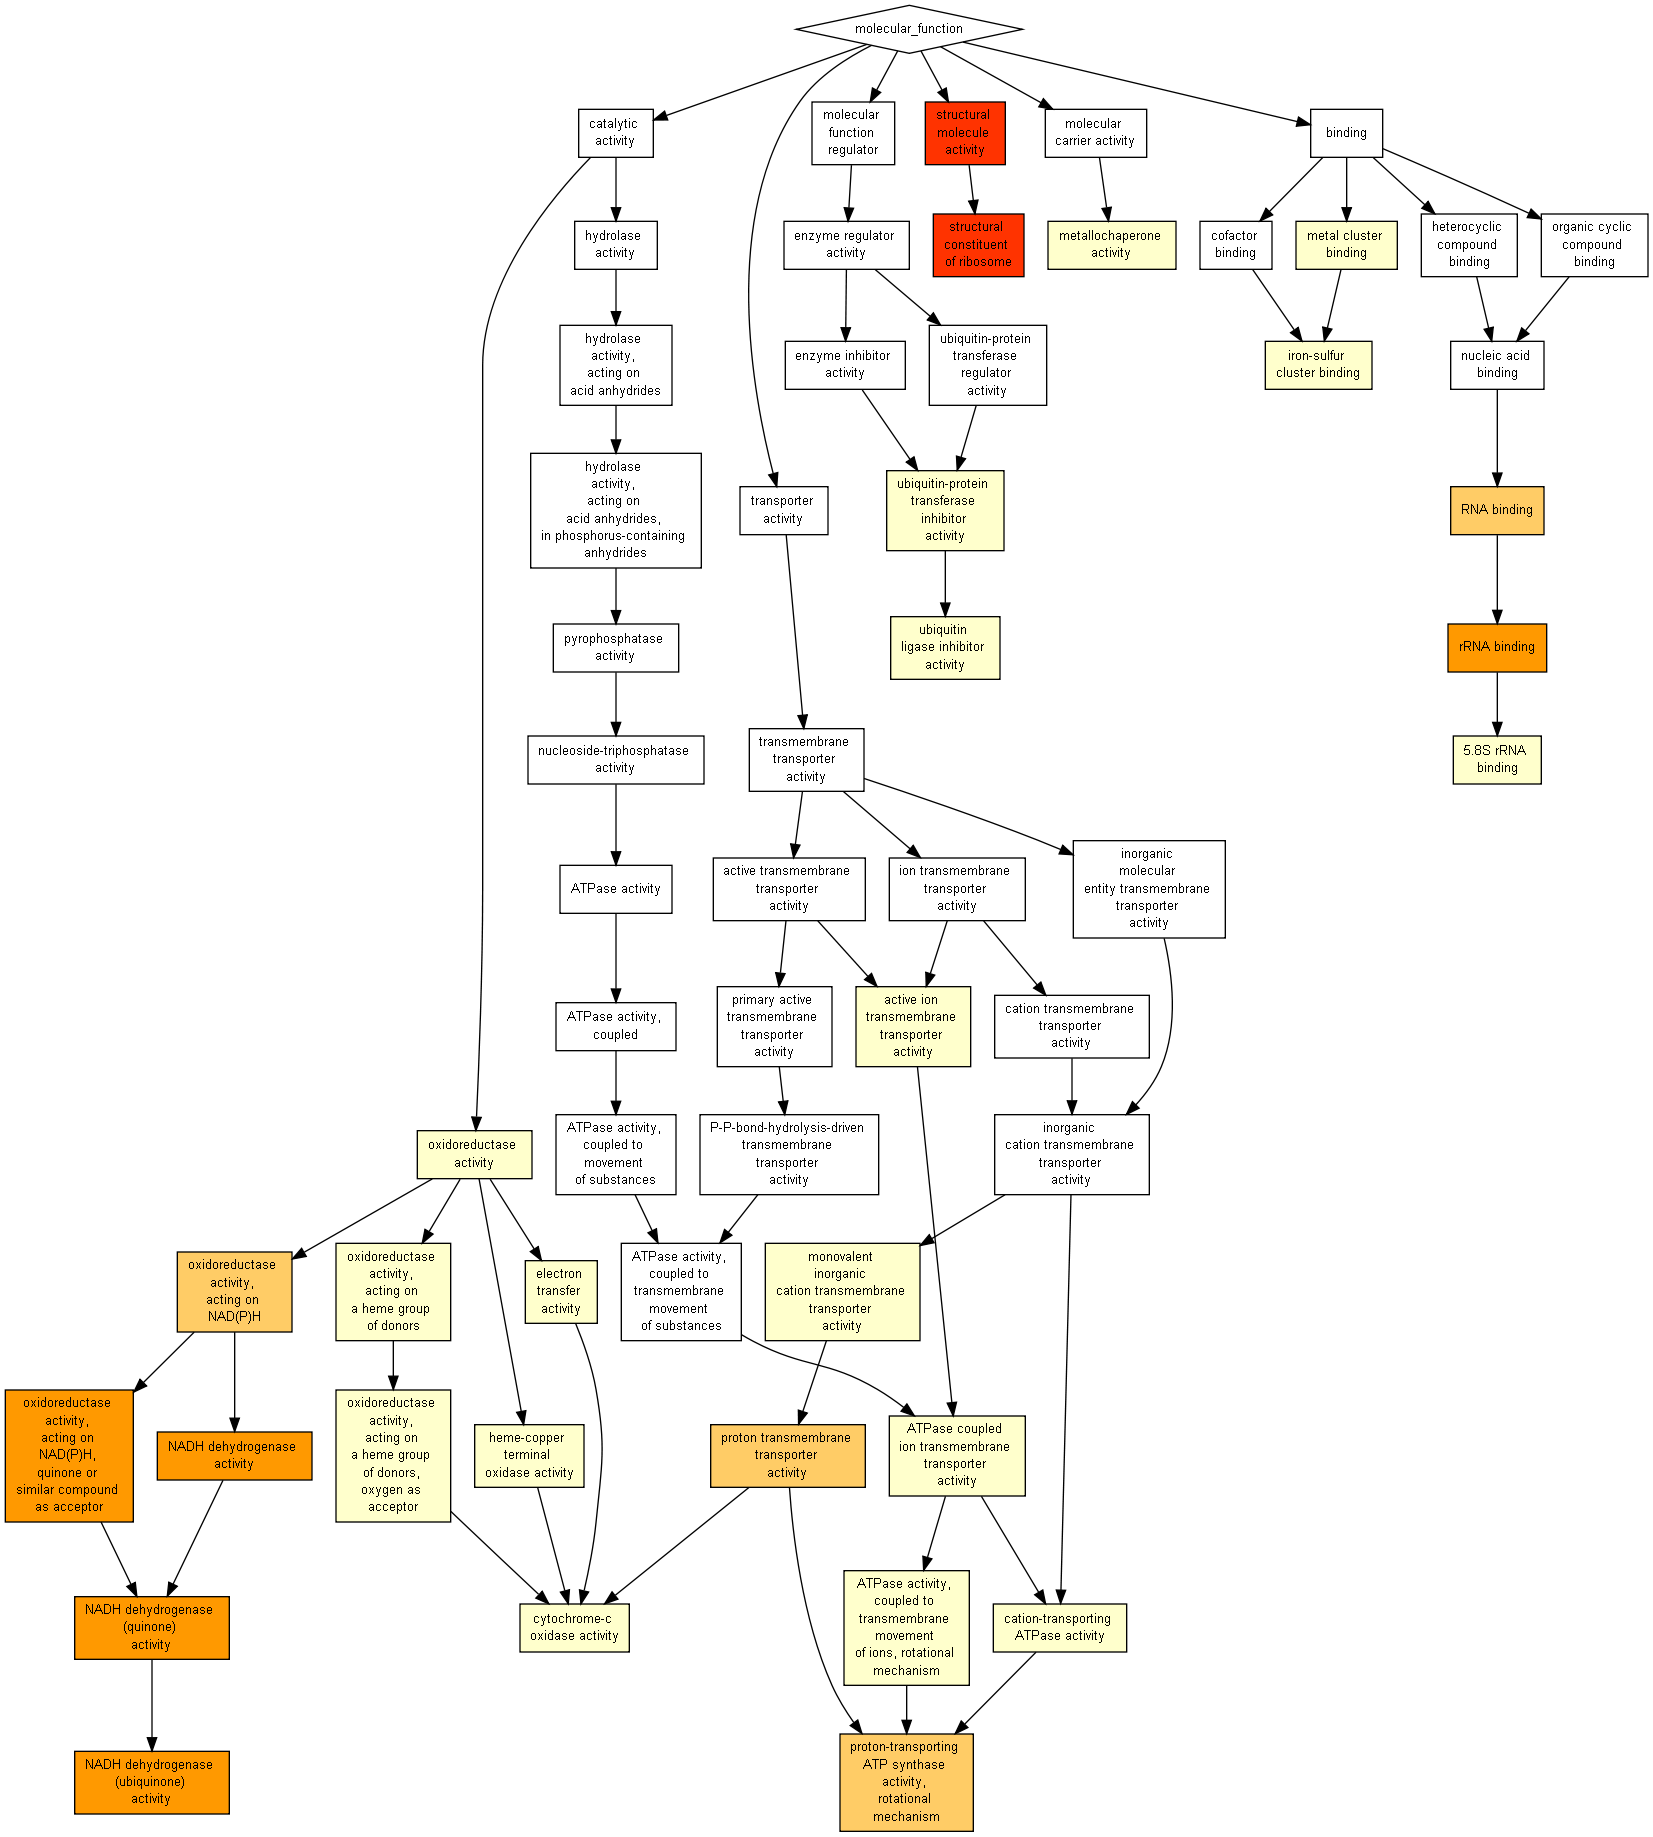 molecular_function
catalytic
activity
molecular
function
regulator
structural
molecule
activity
molecular
carrier activity
binding
hydrolase
activity
enzyme regulator
activity
structural
constituent
of ribosome
metallochaperone
activity
cofactor
binding
metal cluster
binding
heterocyclic
compound
binding
organic cyclic
compound
binding
hydrolase
activity,
acting on
acid anhydrides
enzyme inhibitor
activity
ubiquitin-protein
transferase
regulator
activity
iron-sulfur
cluster binding
nucleic acid
binding
hydrolase
activity,
acting on
acid anhydrides,
in phosphorus-containing
anhydrides
transporter
activity
ubiquitin-protein
transferase
inhibitor
activity
RNA binding
pyrophosphatase
activity
ubiquitin
ligase inhibitor
activity
rRNA binding
nucleoside-triphosphatase
activity
transmembrane
transporter
activity
5.8S rRNA
binding
ATPase activity
active transmembrane
transporter
activity
ion transmembrane
transporter
activity
inorganic
molecular
entity transmembrane
transporter
activity
ATPase activity,
coupled
primary active
transmembrane
transporter
activity
active ion
transmembrane
transporter
activity
cation transmembrane
transporter
activity
oxidoreductase
activity
ATPase activity,
coupled to
movement
of substances
P-P-bond-hydrolysis-driven
transmembrane
transporter
activity
inorganic
cation transmembrane
transporter
activity
oxidoreductase
activity,
acting on
NAD(P)H
oxidoreductase
activity,
acting on
a heme group
of donors
electron
transfer
activity
ATPase activity,
coupled to
transmembrane
movement
of substances
monovalent
inorganic
cation transmembrane
transporter
activity
oxidoreductase
activity,
acting on
NAD(P)H,
quinone or
similar compound
as acceptor
NADH dehydrogenase
activity
oxidoreductase
activity,
acting on
a heme group
of donors,
oxygen as
acceptor
heme-copper
terminal
oxidase activity
proton transmembrane
transporter
activity
ATPase coupled
ion transmembrane
transporter
activity
NADH dehydrogenase
(quinone)
activity
cytochrome-c
oxidase activity
ATPase activity,
coupled to
transmembrane
movement
of ions, rotational
mechanism
cation-transporting
ATPase activity
NADH dehydrogenase
(ubiquinone)
activity
proton-transporting
ATP synthase
activity,
rotational
mechanism